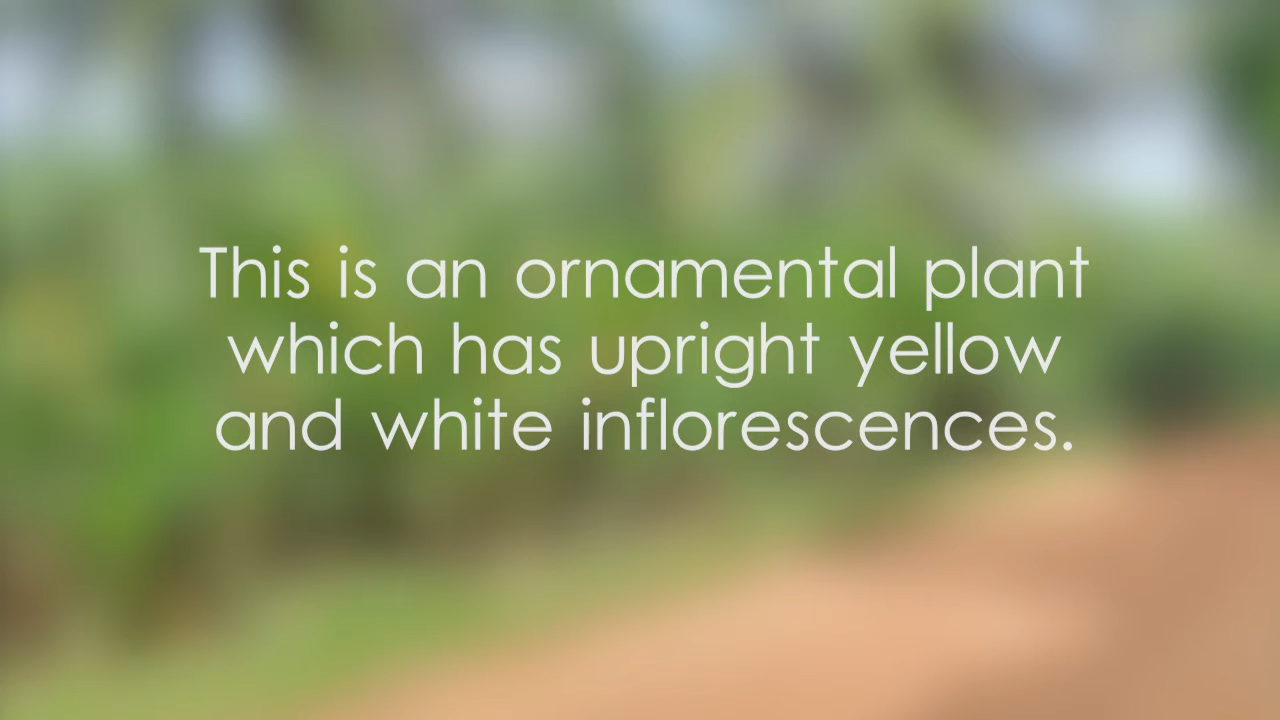 This is an ornamental plant
which has upright yellow
and white inflorescences.